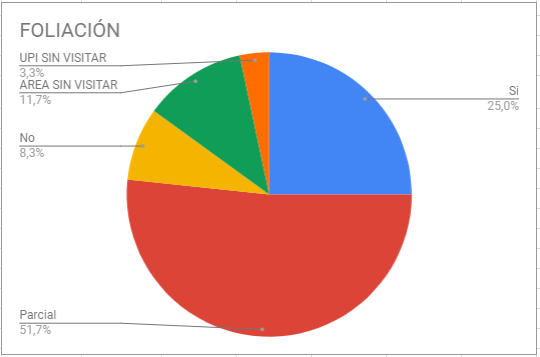 FOLIACIÓN
UPI SIN VISITAR
3,3%
AREA SIN VISITAR
11,7%
Si
25,0%
No
8,3%
Parcial
51,7%